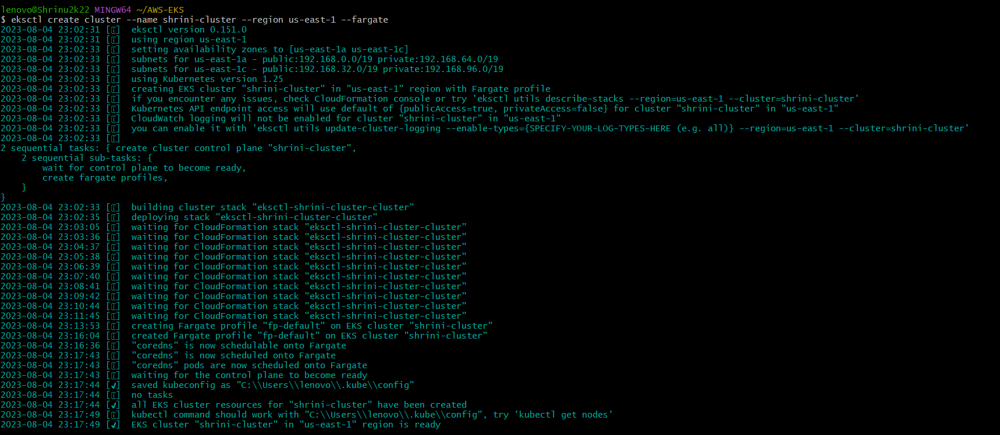 lenovo@Shrinu2k22 MINGW64 ~/AWS-EKS
$ eksctl create cluster --name shrini-cluster --region us-east-1 --fargate
2023-08-04 23:02:31 [ℹ]  eksctl version 0.151.0
2023-08-04 23:02:31 [ℹ]  using region us-east-1
2023-08-04 23:02:33 [ℹ]  setting availability zones to [us-east-1a us-east-1c]
2023-08-04 23:02:33 [ℹ]  subnets for us-east-1a - public:192.168.0.0/19 private:192.168.64.0/19
2023-08-04 23:02:33 [ℹ]  subnets for us-east-1c - public:192.168.32.0/19 private:192.168.96.0/19
2023-08-04 23:02:33 [ℹ]  using Kubernetes version 1.25
2023-08-04 23:02:33 [ℹ]  creating EKS cluster "shrini-cluster" in "us-east-1" region with Fargate profile
2023-08-04 23:02:33 [ℹ]  if you encounter any issues, check CloudFormation console or try 'eksctl utils describe-stacks --region=us-east-1 --cluster=shrini-cluster'
2023-08-04 23:02:33 [ℹ]  Kubernetes API endpoint access will use default of {publicAccess=true, privateAccess=false} for cluster "shrini-cluster" in "us-east-1"
2023-08-04 23:02:33 [ℹ]  CloudWatch logging will not be enabled for cluster "shrini-cluster" in "us-east-1"
2023-08-04 23:02:33 [ℹ]  you can enable it with 'eksctl utils update-cluster-logging --enable-types={SPECIFY-YOUR-LOG-TYPES-HERE (e.g. all)} --region=us-east-1 --cluster=shrini-cluster'
2023-08-04 23:02:33 [ℹ]
2 sequential tasks: { create cluster control plane "shrini-cluster",
    2 sequential sub-tasks: {
        wait for control plane to become ready,
        create fargate profiles,
    }
}
2023-08-04 23:02:33 [ℹ]  building cluster stack "eksctl-shrini-cluster-cluster"
2023-08-04 23:02:35 [ℹ]  deploying stack "eksctl-shrini-cluster-cluster"
2023-08-04 23:03:05 [ℹ]  waiting for CloudFormation stack "eksctl-shrini-cluster-cluster"
2023-08-04 23:03:36 [ℹ]  waiting for CloudFormation stack "eksctl-shrini-cluster-cluster"
2023-08-04 23:04:37 [ℹ]  waiting for CloudFormation stack "eksctl-shrini-cluster-cluster"
2023-08-04 23:05:38 [ℹ]  waiting for CloudFormation stack "eksctl-shrini-cluster-cluster"
2023-08-04 23:06:39 [ℹ]  waiting for CloudFormation stack "eksctl-shrini-cluster-cluster"
2023-08-04 23:07:40 [ℹ]  waiting for CloudFormation stack "eksctl-shrini-cluster-cluster"
2023-08-04 23:08:41 [ℹ]  waiting for CloudFormation stack "eksctl-shrini-cluster-cluster"
2023-08-04 23:09:42 [ℹ]  waiting for CloudFormation stack "eksctl-shrini-cluster-cluster"
2023-08-04 23:10:44 [ℹ]  waiting for CloudFormation stack "eksctl-shrini-cluster-cluster"
2023-08-04 23:11:45 [ℹ]  waiting for CloudFormation stack "eksctl-shrini-cluster-cluster"
2023-08-04 23:13:53 [ℹ]  creating Fargate profile "fp-default" on EKS cluster "shrini-cluster"
2023-08-04 23:16:04 [ℹ]  created Fargate profile "fp-default" on EKS cluster "shrini-cluster"
2023-08-04 23:16:36 [ℹ]  "coredns" is now schedulable onto Fargate
2023-08-04 23:17:43 [ℹ]  "coredns" is now scheduled onto Fargate
2023-08-04 23:17:43 [ℹ]  "coredns" pods are now scheduled onto Fargate
2023-08-04 23:17:43 [ℹ]  waiting for the control plane to become ready
2023-08-04 23:17:44 [✔]  saved kubeconfig as "C:\\Users\\lenovo\\.kube\\config"
2023-08-04 23:17:44 [ℹ]  no tasks
2023-08-04 23:17:44 [✔]  all EKS cluster resources for "shrini-cluster" have been created
2023-08-04 23:17:49 [ℹ]  kubectl command should work with "C:\\Users\\lenovo\\.kube\\config", try 'kubectl get nodes'
2023-08-04 23:17:49 [✔]  EKS cluster "shrini-cluster" in "us-east-1" region is ready